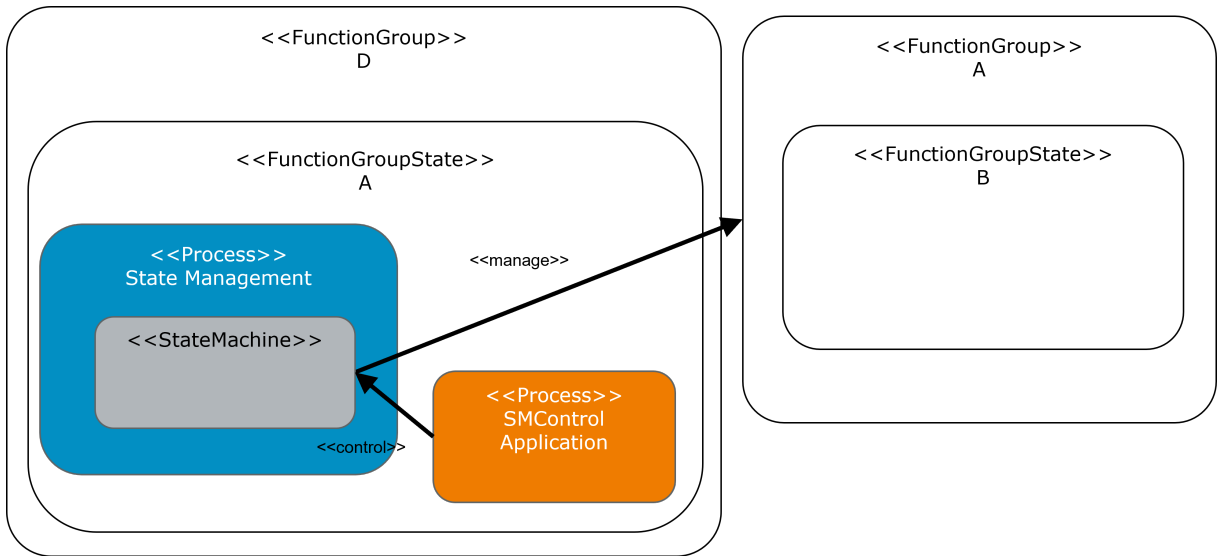 <<FunctionGroup>>
D
<<FunctionGroupState>>
A
<<Process>>
State Management
<<StateMachine>>
<<control>>
<<Process>>
SMControl
Application
<<manage>>
<<FunctionGroup>>
A
<<FunctionGroupState>>
B